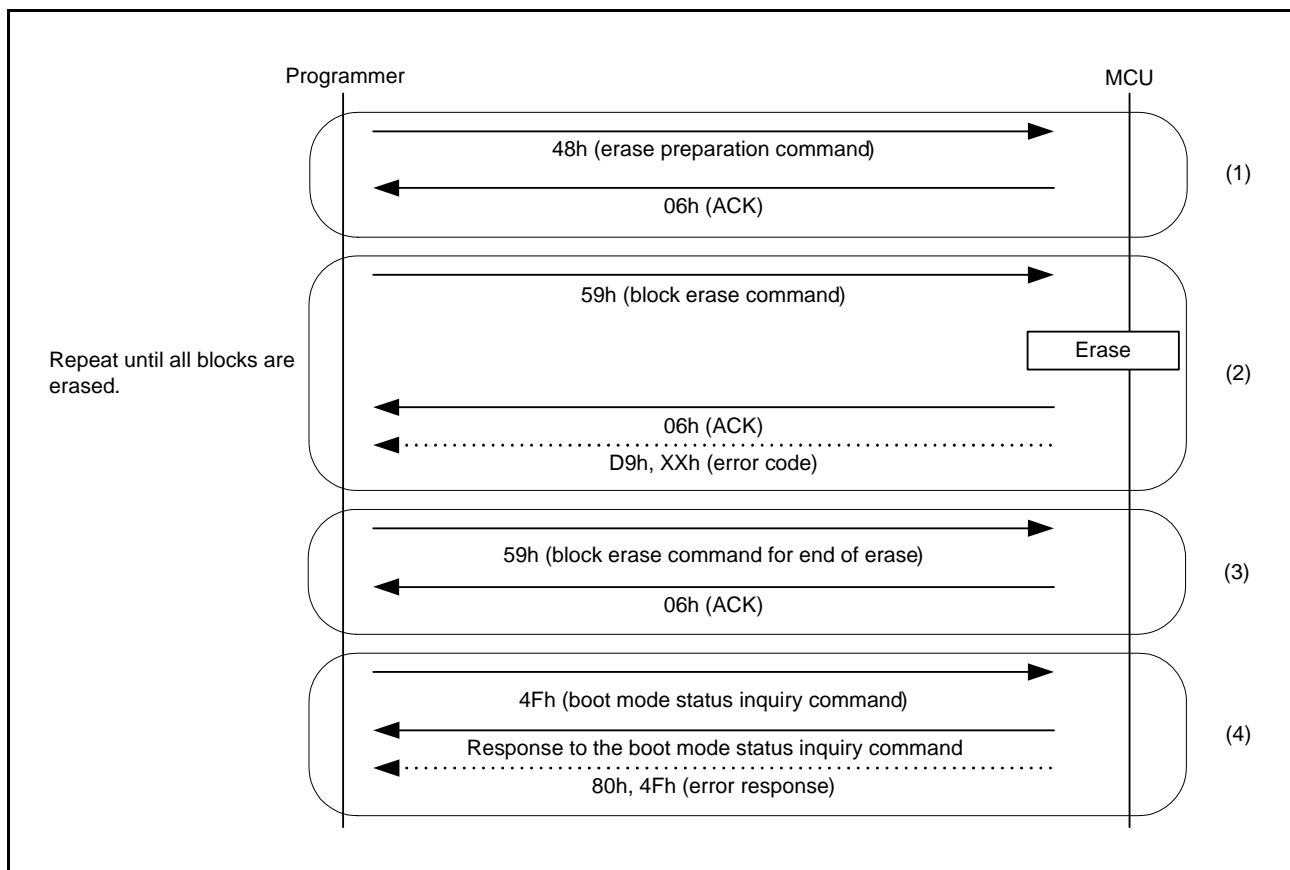 Programmer
MCU
48h (erase preparation command)
06h (ACK)
(1)
59h (block erase command)
Erase
Repeat until all blocks are
erased.
(2)
06h (ACK)
D9h, XXh (error code)
59h (block erase command for end of erase)
06h (ACK)
(3)
4Fh (boot mode status inquiry command)
Response to the boot mode status inquiry command
80h, 4Fh (error response)
(4)